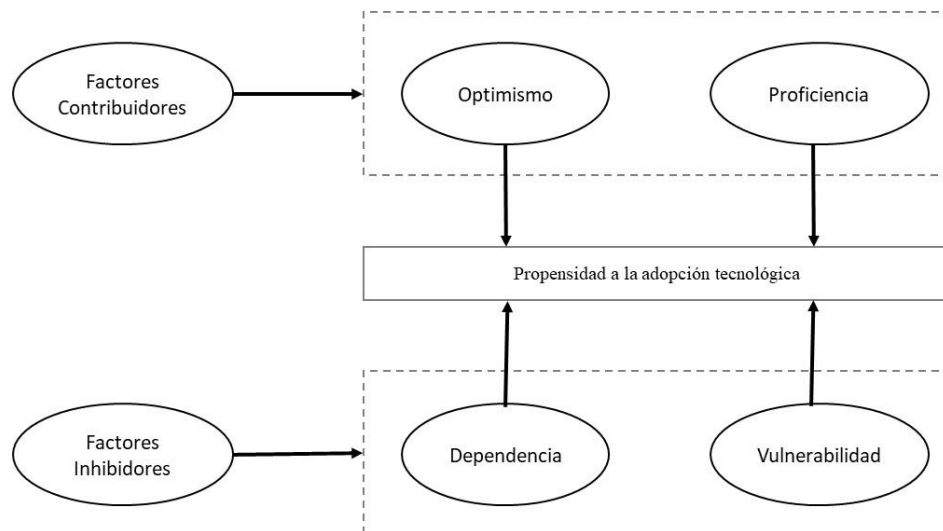 Factores
Contribuidores
Optimismo
Proficiencia
Propensidad a la adopción tecnológica
Factores
Inhibidores
Dependencia
Vulnerabilidad